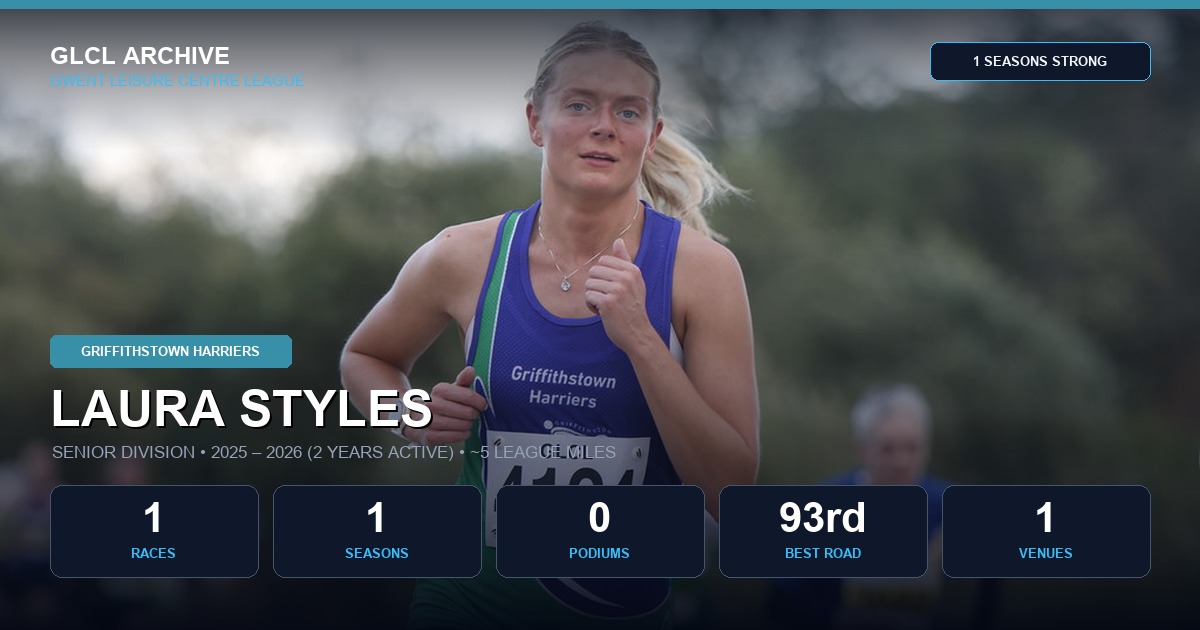 GLCL ARCHIVE
GWENT LEISURE CENTRE LEAGUE
1 SEASONS STRONG
Griffithstown
Harriers
GRIFFITHSTOWN HARRIERS
LAURA STYLES
SENIOR DIVISION • 2025 – 2026 (2 YEARS ACTIVE) • ~5 LEAGUE MILES
1
RACES
1
SEASONS
0
PODIUMS
93rd
BEST ROAD
1
VENUES